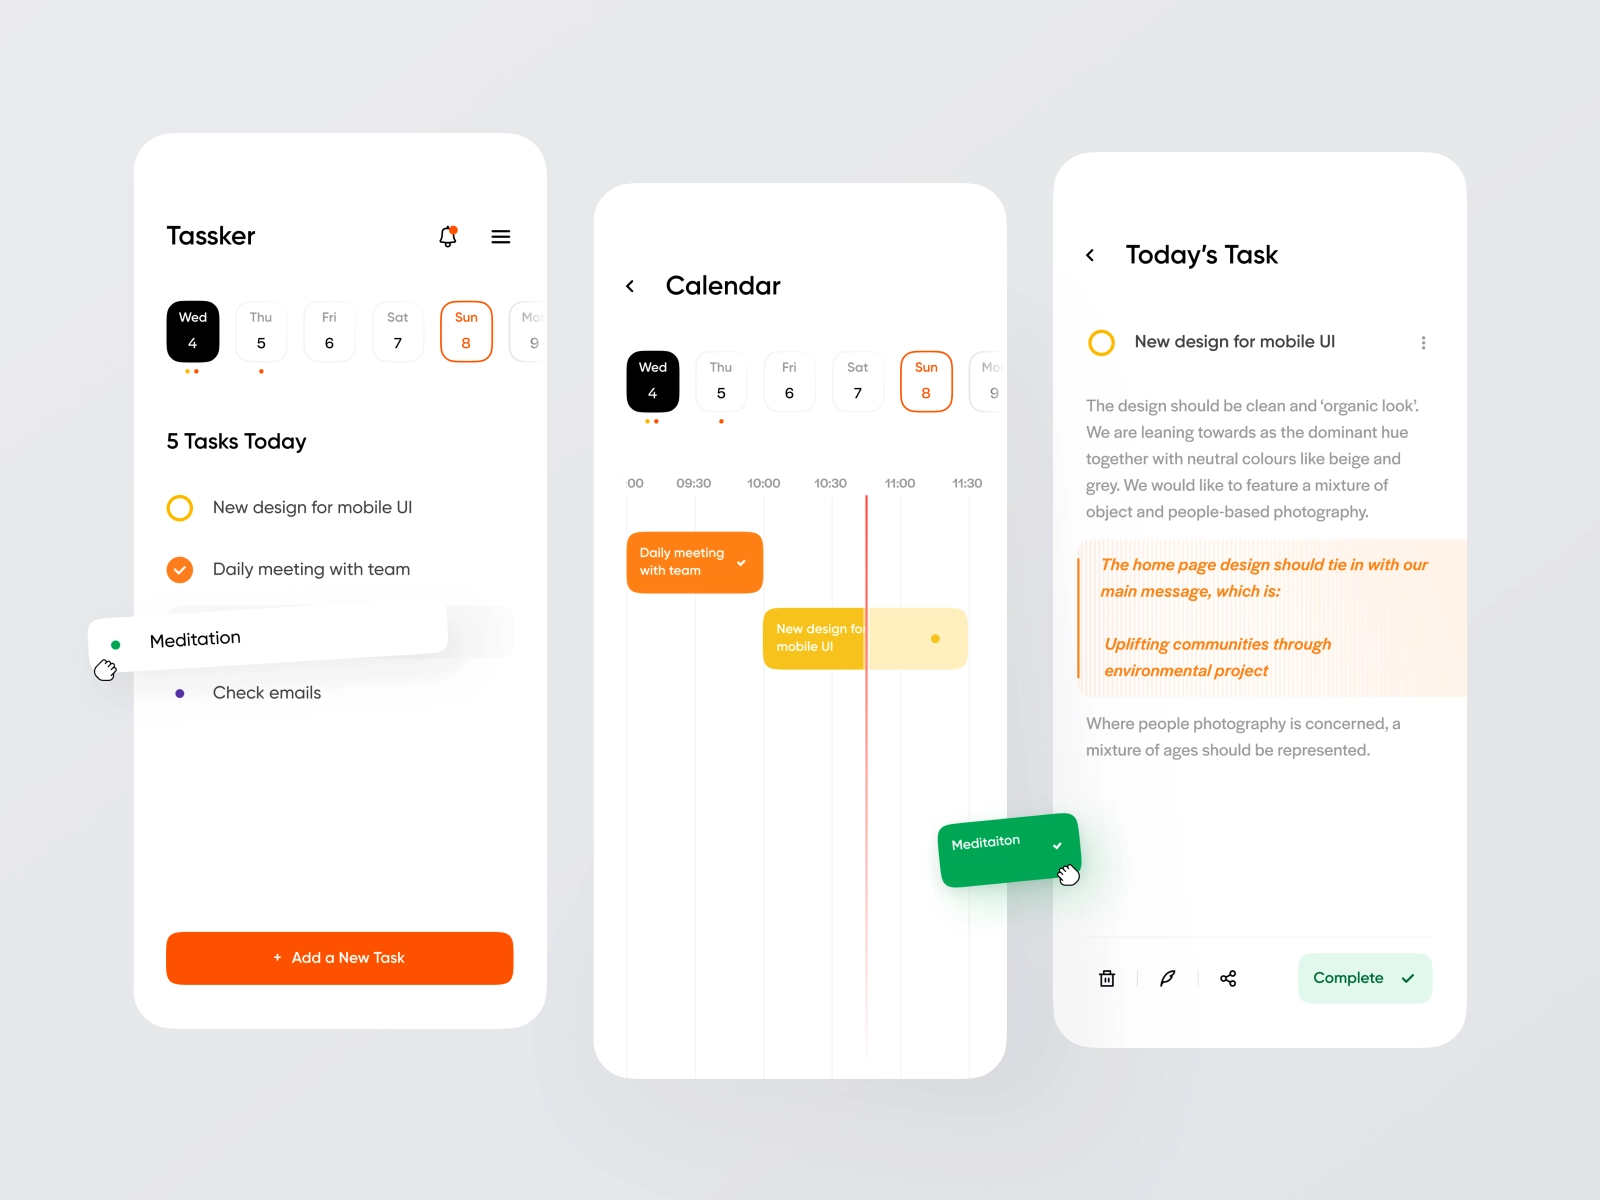 Tassker
Wed Thu Fri Sat Sun Mon
4 5 6 7 8 9
5 Tasks Today
New design for mobile UI
Daily meeting with team
Meditation
Check emails
+ Add a New Task
Calendar
Wed Thu Fri Sat Sun Mon
4 5 6 7 8 9
00 09:30 10:00 10:30 11:00 11:30
Daily meeting
with team
New design for
mobile UI
Meditaiton
Today’s Task
New design for mobile UI
The design should be clean and ‘organic look’.
We are leaning towards as the dominant hue
together with neutral colours like beige and
grey. We would like to feature a mixture of
object and people-based photography.
The home page design should tie in with our
main message, which is:
Uplifting communities through
environmental project
Where people photography is concerned, a
mixture of ages should be represented.
Complete